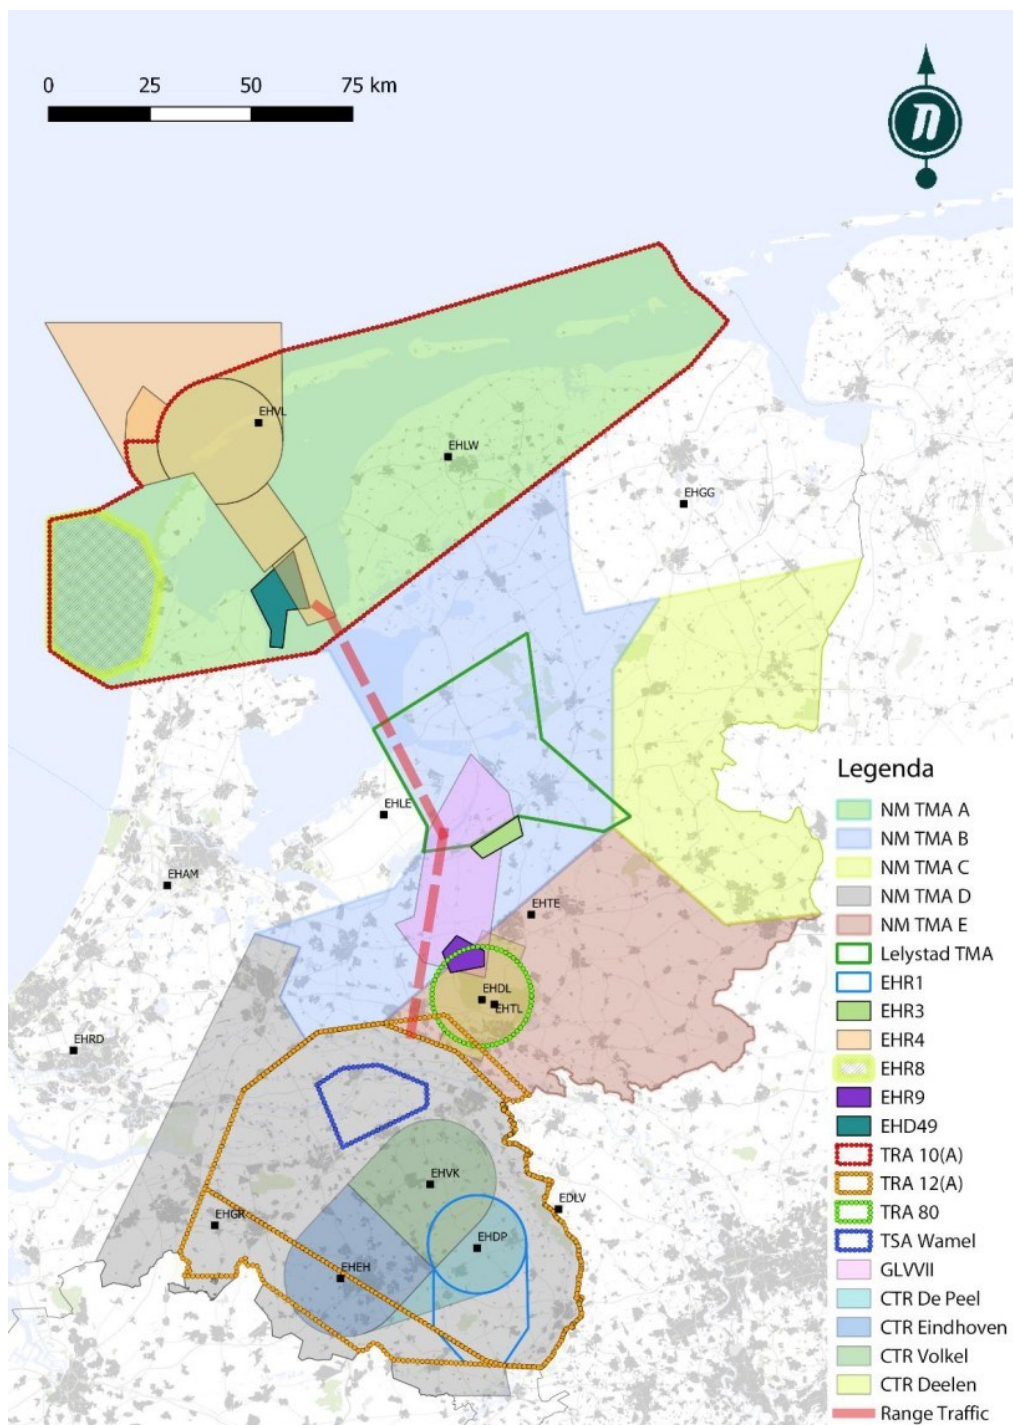 0 25 50 75 km
n
EHVL
EHLW
EHGG
EHLE
EHAM
EHTE
EHDL
EHTL
EHRD
EHVK
EDLV
EHGR
EHDP
EHEH
Legenda
NM TMA A
NM TMA B
NM TMA C
NM TMA D
NM TMA E
Lelystad TMA
EHR1
EHR3
EHR4
EHR8
EHR9
EHD49
TRA 10(A)
TRA 12(A)
TRA 80
TSA Wamel
GLVVII
CTR De Peel
CTR Eindhoven
CTR Volkel
CTR Deelen
Range Traffic